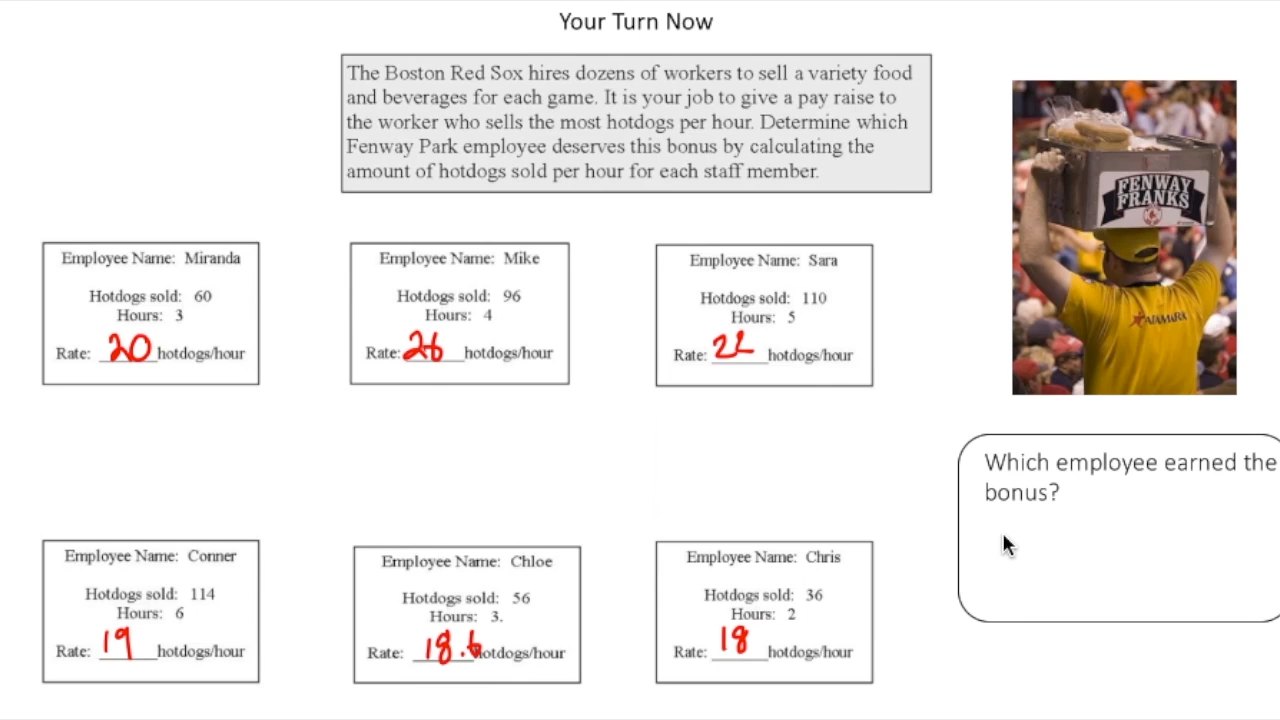 Your Turn Now
The Boston Red Sox hires dozens of workers to sell a variety food
and beverages for each game. It is your job to give a pay raise to
the worker who sells the most hotdogs per hour. Determine which
Fenway Park employee deserves this bonus by calculating the
amount of hotdogs sold per hour for each staff member.
FENWAY
FRANKS
ATAMARK
Employee Name: Miranda
Hotdogs sold: 60
Hours: 3
Rate: 20 hotdogs/hour
Employee Name: Mike
Hotdogs sold: 96
Hours: 4
Rate: 26 hotdogs/hour
Employee Name: Sara
Hotdogs sold: 110
Hours: 5
Rate: 22 hotdogs/hour
Which employee earned the
bonus?
Employee Name: Conner
Hotdogs sold: 114
Hours: 6
Rate: 19 hotdogs/hour
Employee Name: Chloe
Hotdogs sold: 56
Hours: 3.
Rate: 18.6 hotdogs/hour
Employee Name: Chris
Hotdogs sold: 36
Hours: 2
Rate: 18 hotdogs/hour